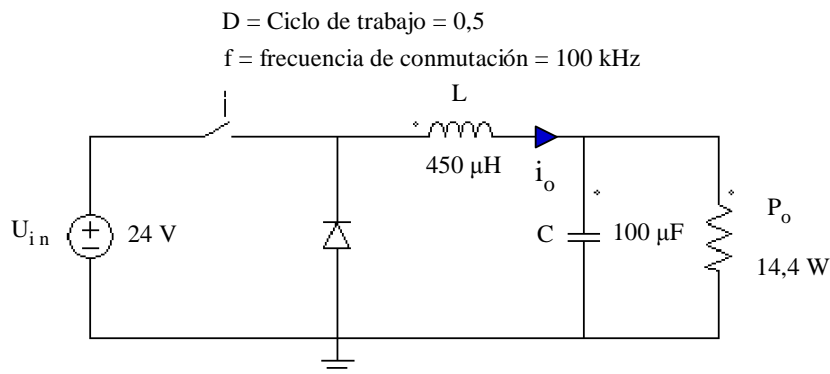 D = Ciclo de trabajo = 0,5
f = frecuencia de conmutación = 100 kHz
L
450 μH
i_o
U_in
24 V
C
100 μF
P_o
14,4 W